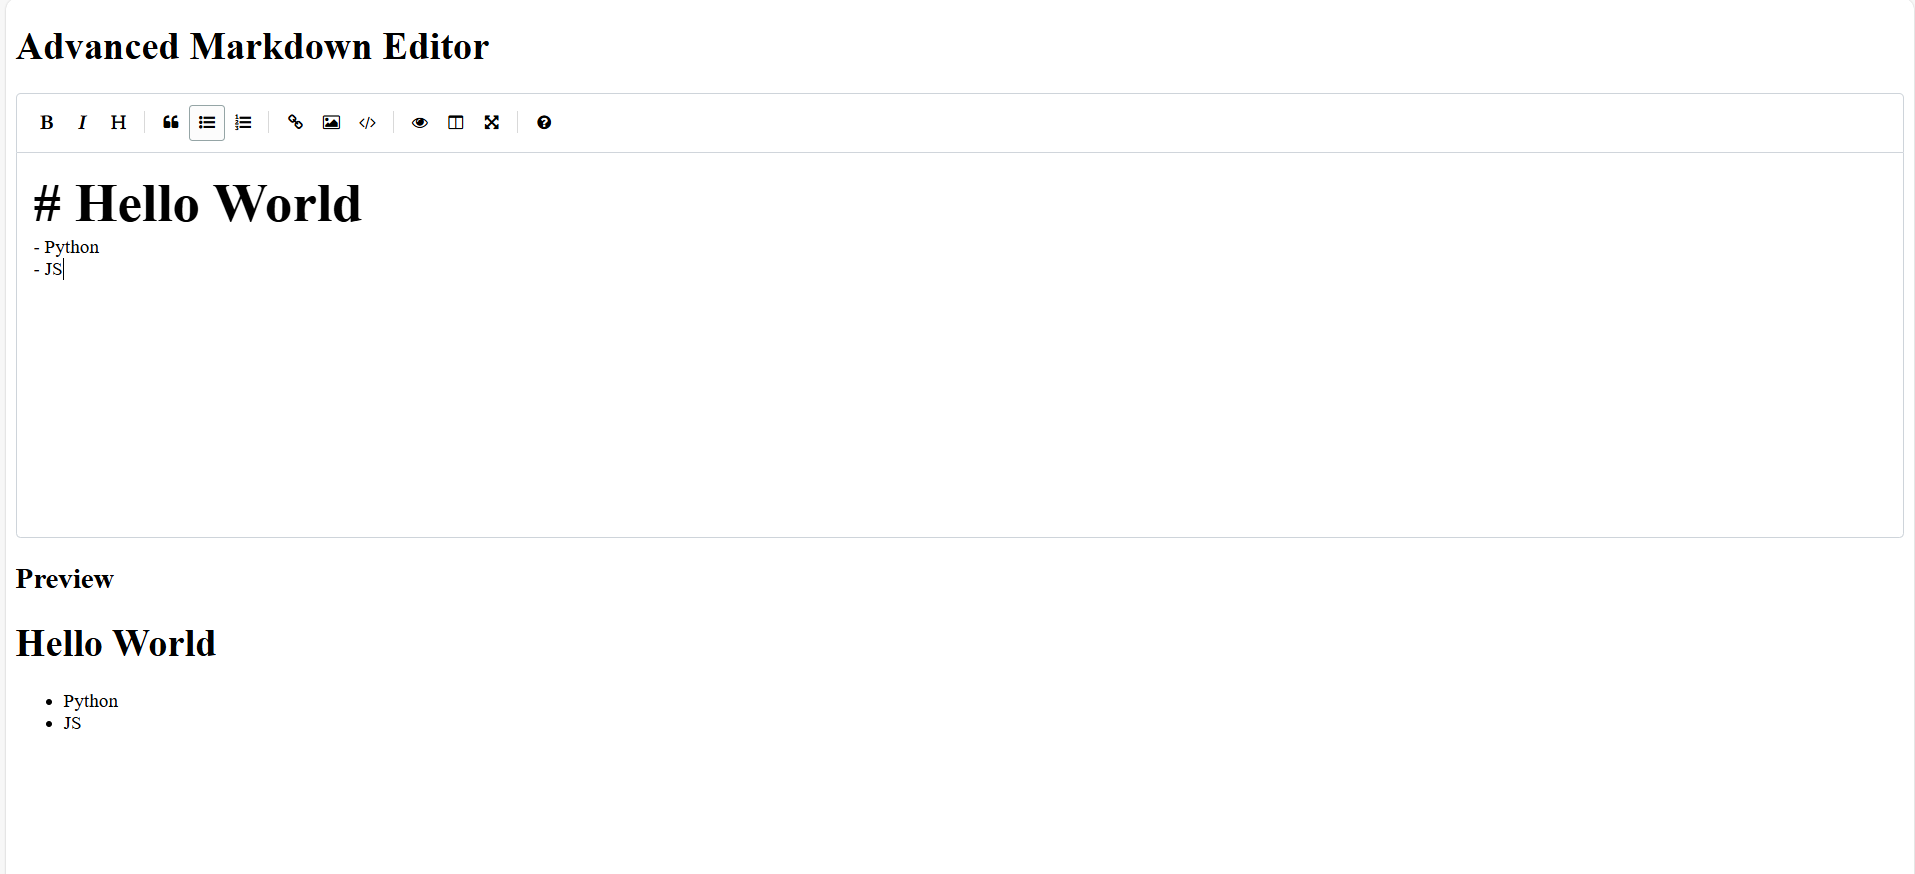 Advanced Markdown Editor
B I H
# Hello World
- Python
- JS
Preview
Hello World
• Python
• JS